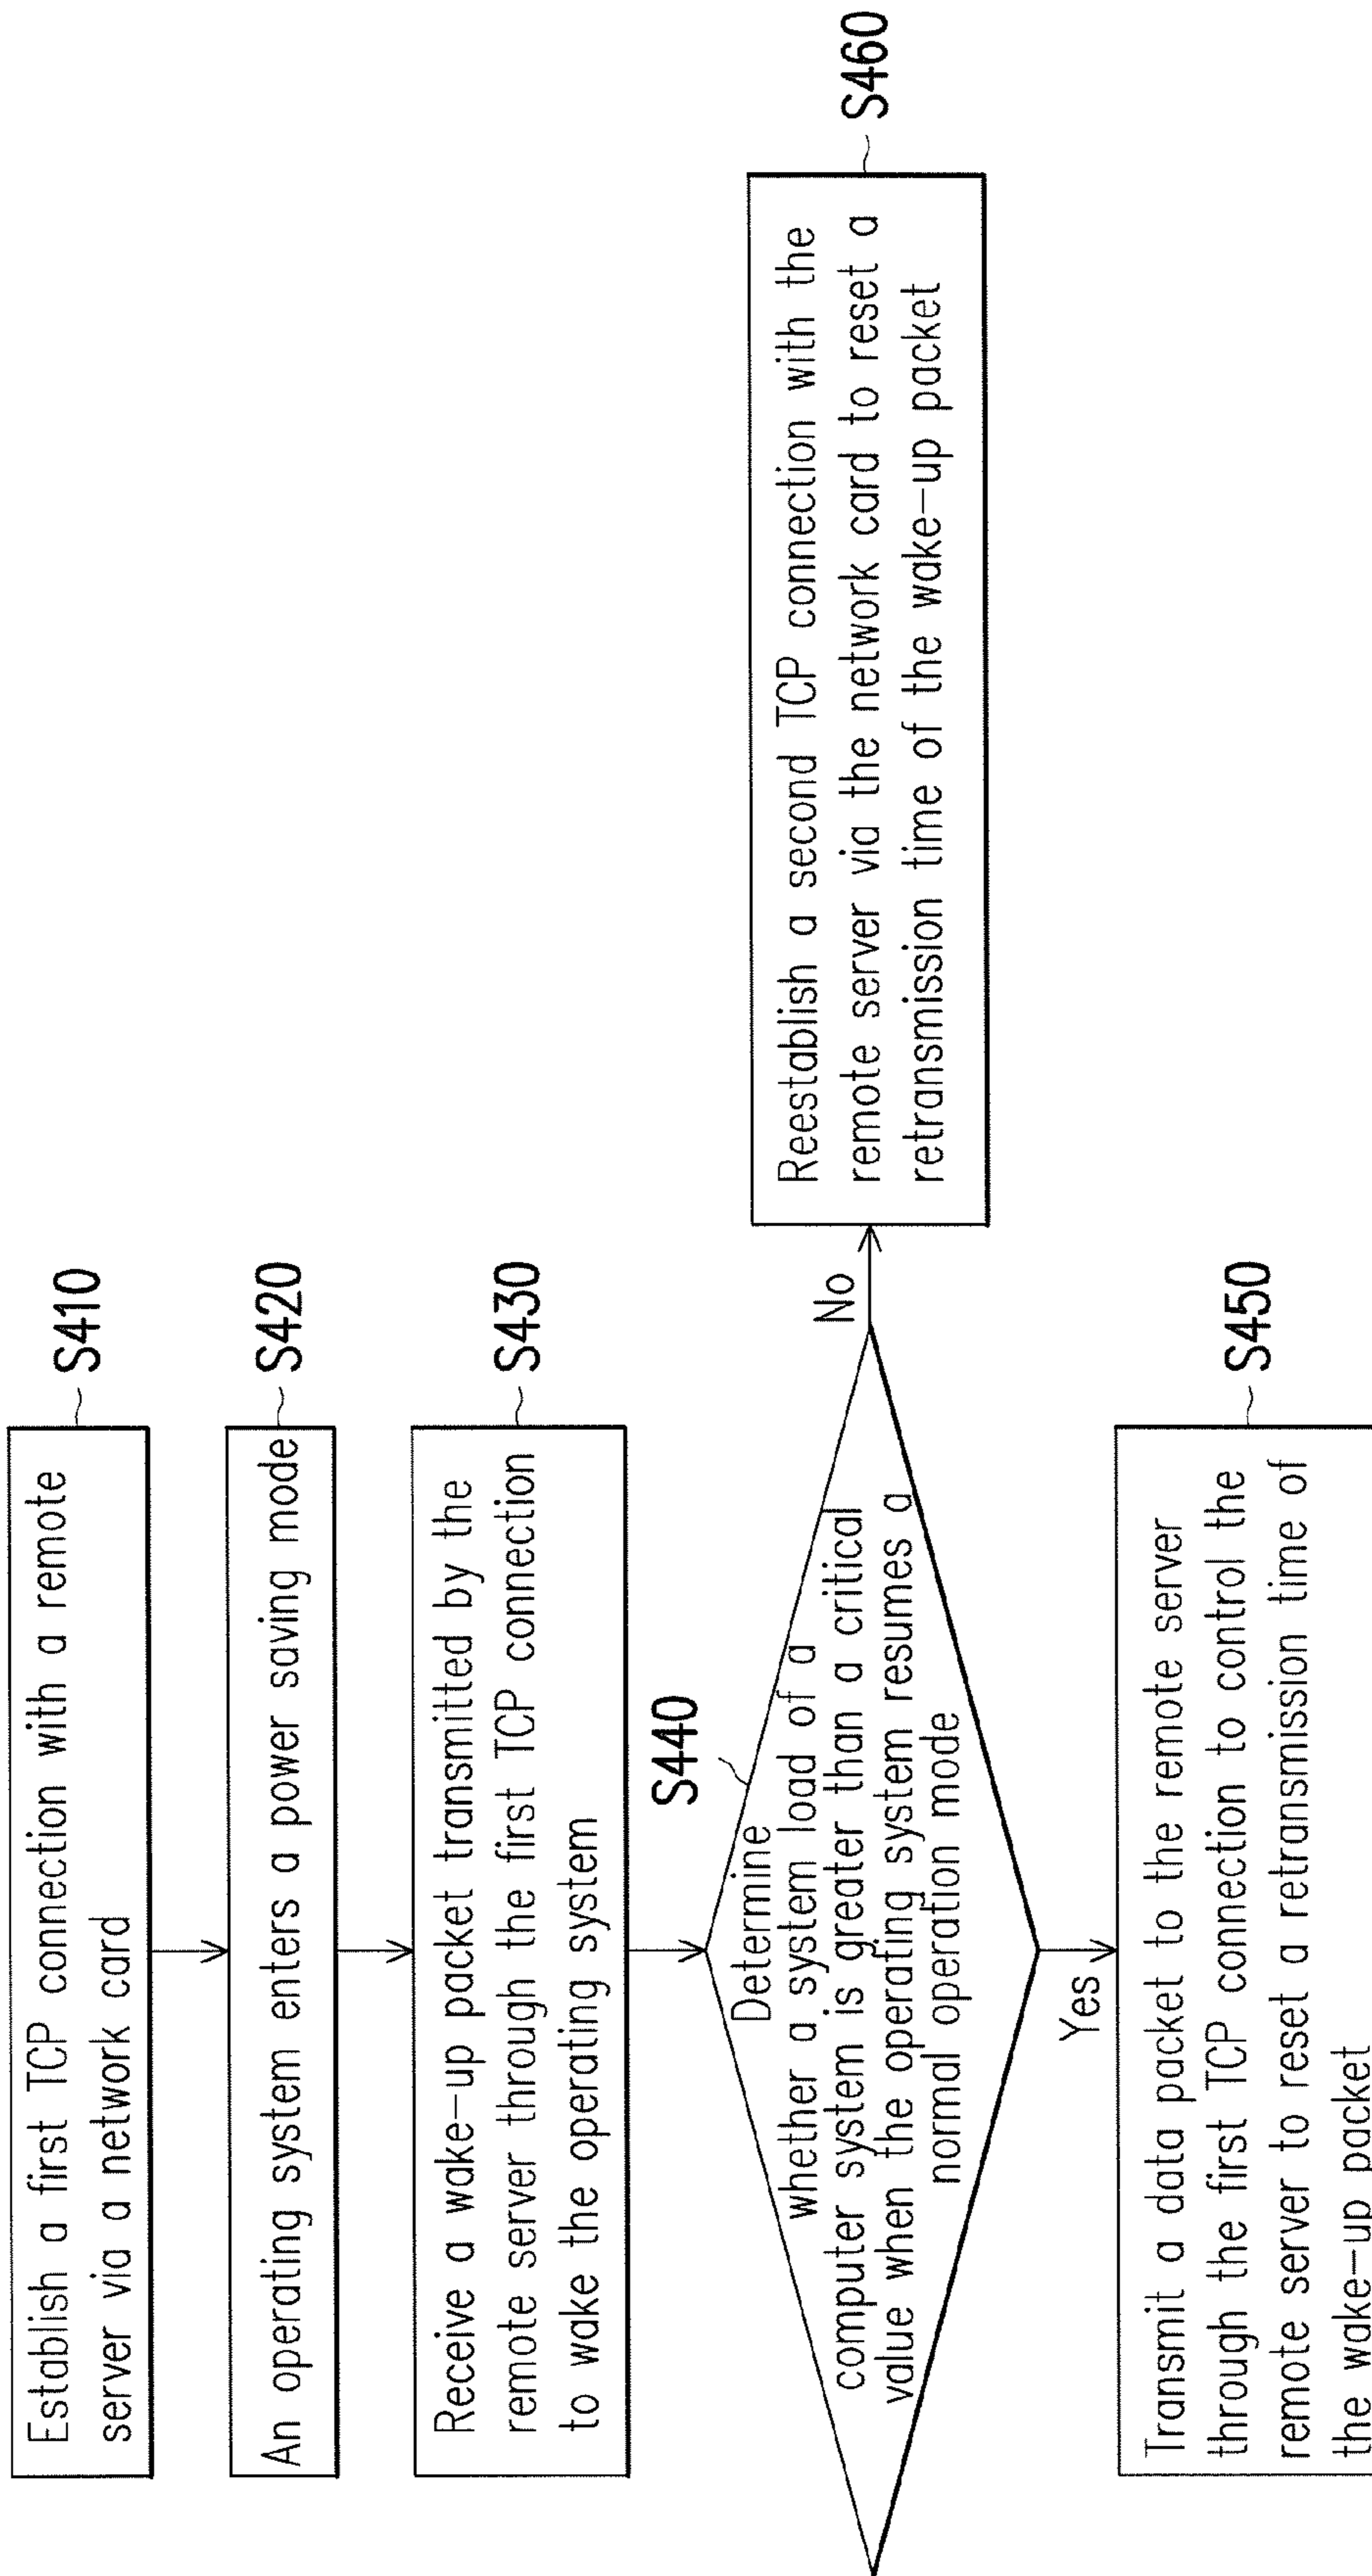 Establish a first TCP connection with a remote
server via a network card
S410
An operating system enters a power saving mode
S420
Receive a wake-up packet transmitted by the
remote server through the first TCP connection
to wake the operating system
S430
S440
Determine
whether a system load of a
computer system is greater than a critical
value when the operating system resumes a
normal operation mode
No
Reestablish a second TCP connection with the
remote server via the network card to reset a
retransmission time of the wake-up packet
S460
Yes
Transmit a data packet to the remote server
through the first TCP connection to control the
remote server to reset a retransmission time of
the wake-up packet
S450